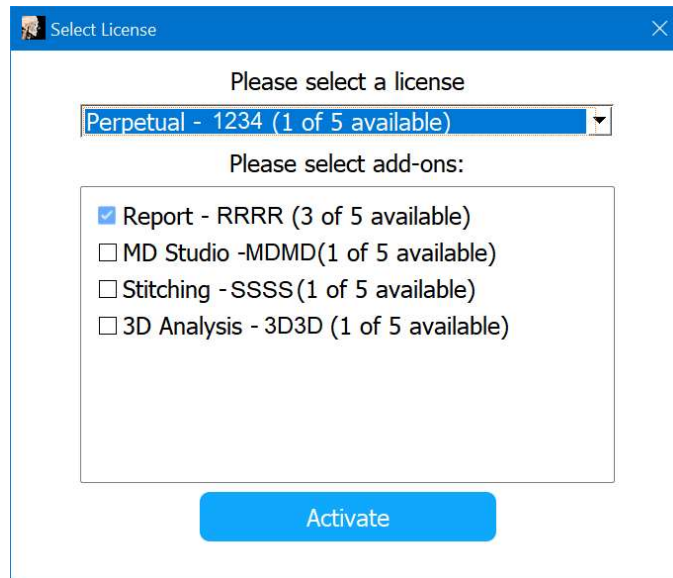 Select License
Please select a license
Perpetual - 1234 (1 of 5 available)
Please select add-ons:
Report - RRRR (3 of 5 available)
MD Studio -MDMD(1 of 5 available)
Stitching -SSSS(1 of 5 available)
3D Analysis - 3D3D (1 of 5 available)
Activate